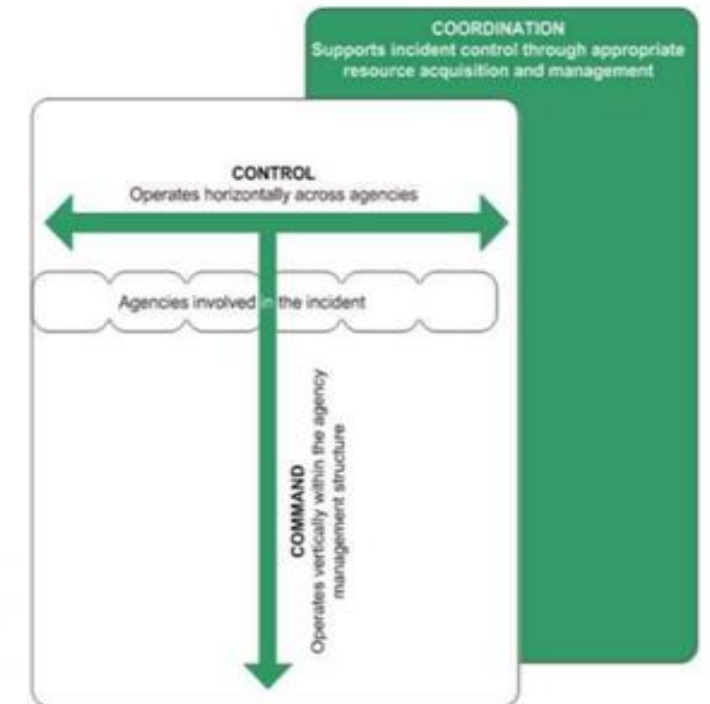 COORDINATION
Supports incident control through appropriate
resource acquisition and management
CONTROL
Operates horizontally across agencies
Agencies involved in the incident
COMMAND
Operates vertically within the agency
management structure